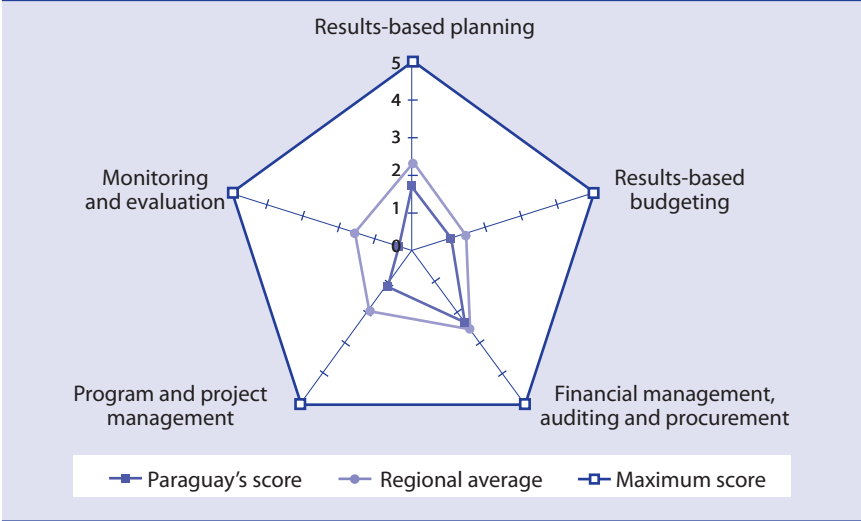 Results-based planning
5
4
3
2
1
0
Monitoring
and evaluation
Results-based
budgeting
Program and project
management
Financial management,
auditing and procurement
Paraguay's score
Regional average
Maximum score